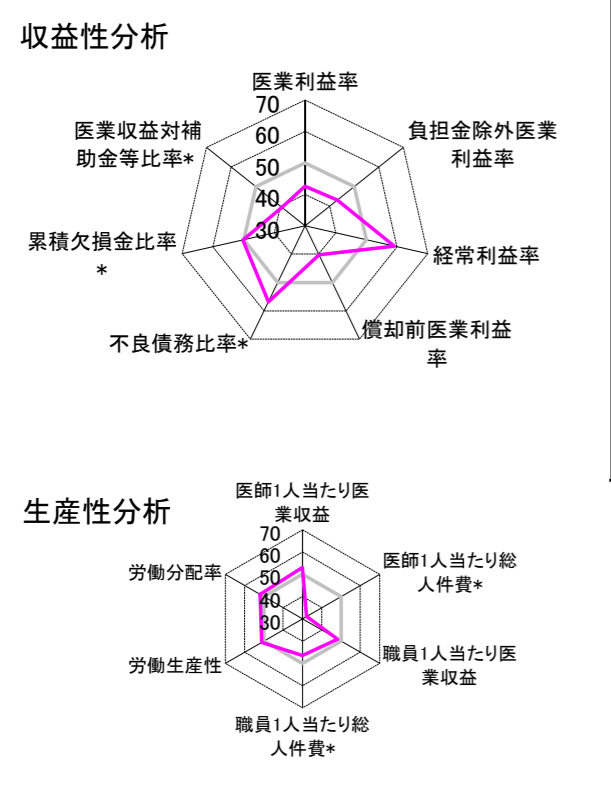 収益性分析
医業利益率
70
60
50
40
30
負担金除外医業
利益率
経常利益率
償却前医業利益
率
不良債務比率*
累積欠損金比率
*
医業収益対補
助金等比率*
生産性分析
医師1人当たり医
業収益
70
60
50
40
30
医師1人当たり総
人件費*
職員1人当たり医
業収益
職員1人当たり総
人件費*
労働生産性
労働分配率